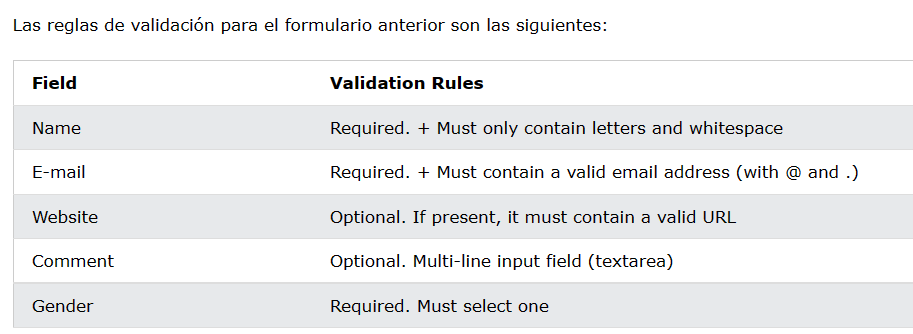 Las reglas de validación para el formulario anterior son las siguientes:
Field Validation Rules
Name Required. + Must only contain letters and whitespace
E-mail Required. + Must contain a valid email address (with @ and .)
Website Optional. If present, it must contain a valid URL
Comment Optional. Multi-line input field (textarea)
Gender Required. Must select one